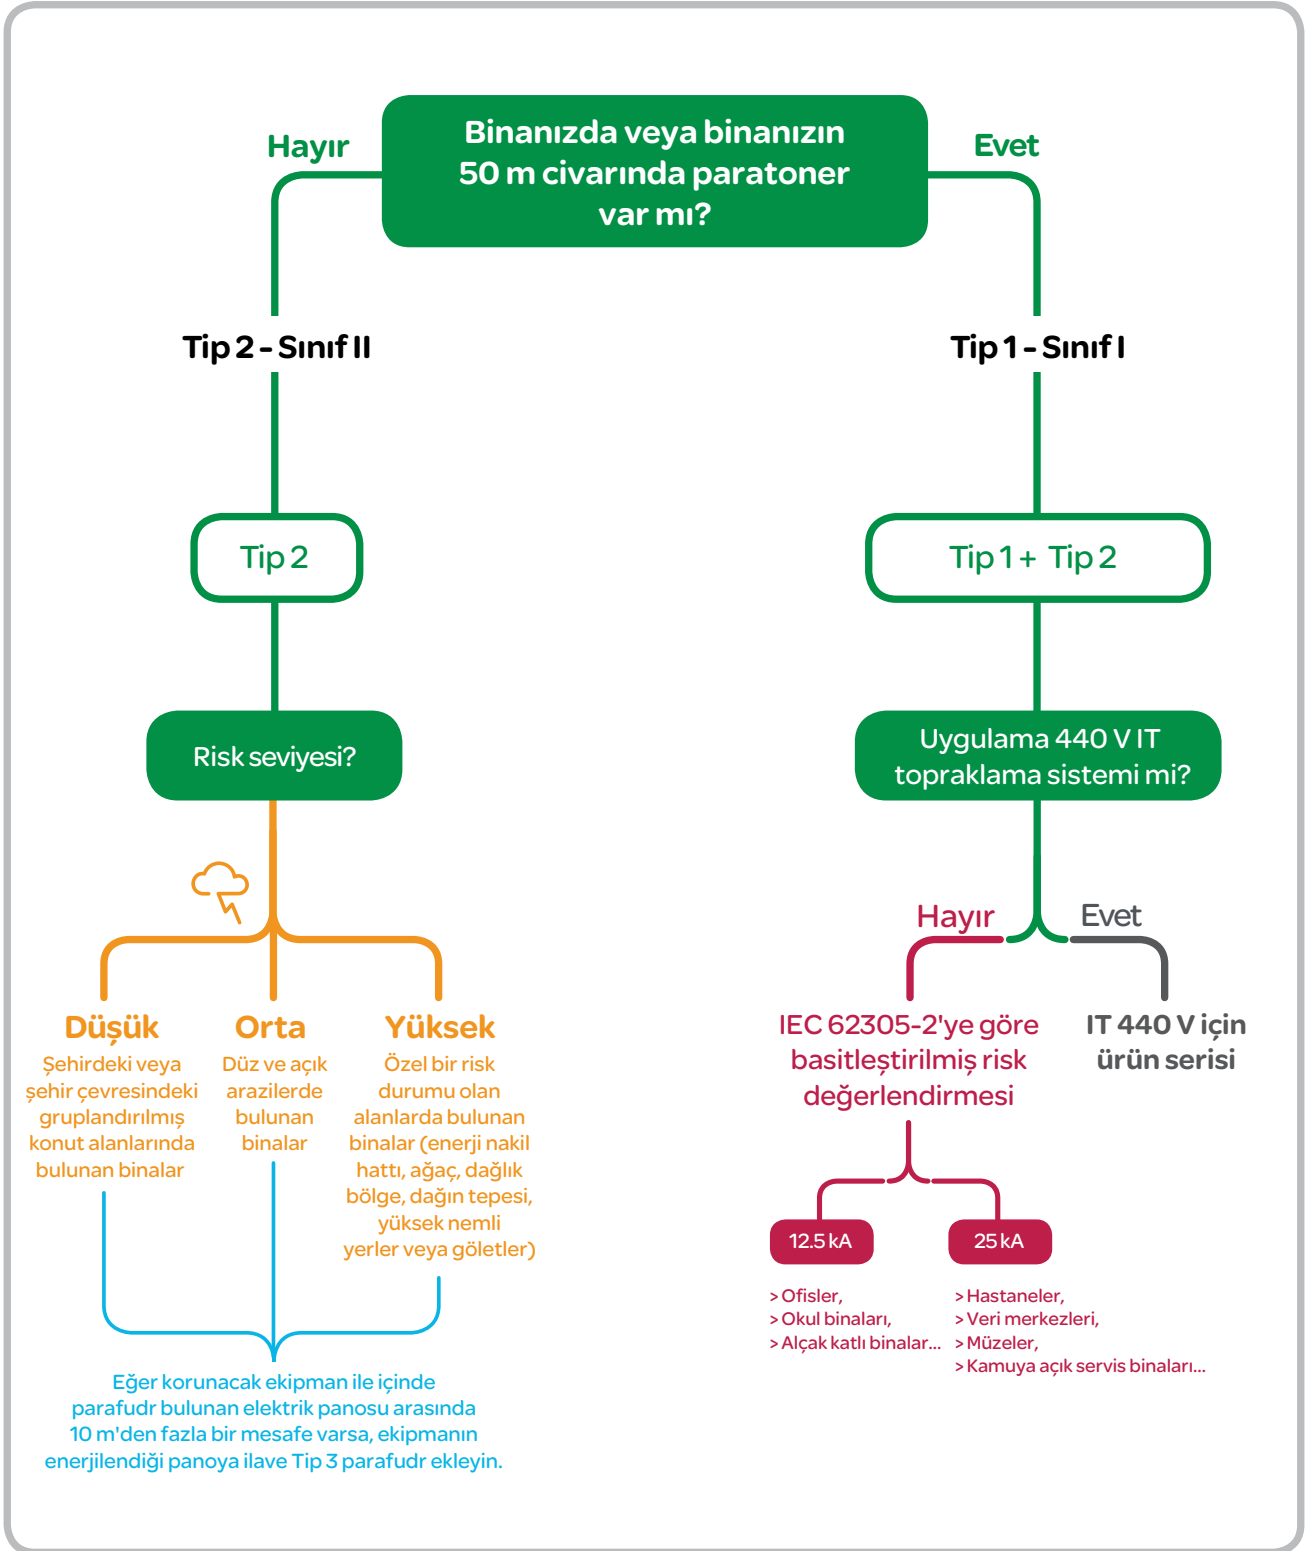 Binanızda veya binanızın
50 m civarında paratoner
var mı?
Hayır
Evet
Tip 2 - Sınıf II
Tip 1 - Sınıf I
Tip 2
Tip 1 + Tip 2
Risk seviyesi?
Uygulama 440 V IT
topraklama sistemi mi?
Hayır
Evet
Düşük
Şehirdeki veya
şehir çevresindeki
gruplandırılmış
konut alanlarında
bulunan binalar
Orta
Düz ve açık
arazilerde
bulunan
binalar
Yüksek
Özel bir risk
durumu olan
alanlarda bulunan
binalar (enerji nakil
hattı, ağaç, dağlık
bölge, dağın tepesi,
yüksek nemli
yerler veya göletler)
IEC 62305-2'ye göre
basitleştirilmiş risk
değerlendirmesi
IT 440 V için
ürün serisi
12.5 kA
25 kA
> Ofisler,
> Okul binaları,
> Alçak katlı binalar...
> Hastaneler,
> Veri merkezleri,
> Müzeler,
> Kamuya açık servis binaları...
Eğer korunacak ekipman ile içinde
parafudr bulunan elektrik panosu arasında
10 m'den fazla bir mesafe varsa, ekipmanın
enerjilendiği panoya ilave Tip 3 parafudr ekleyin.